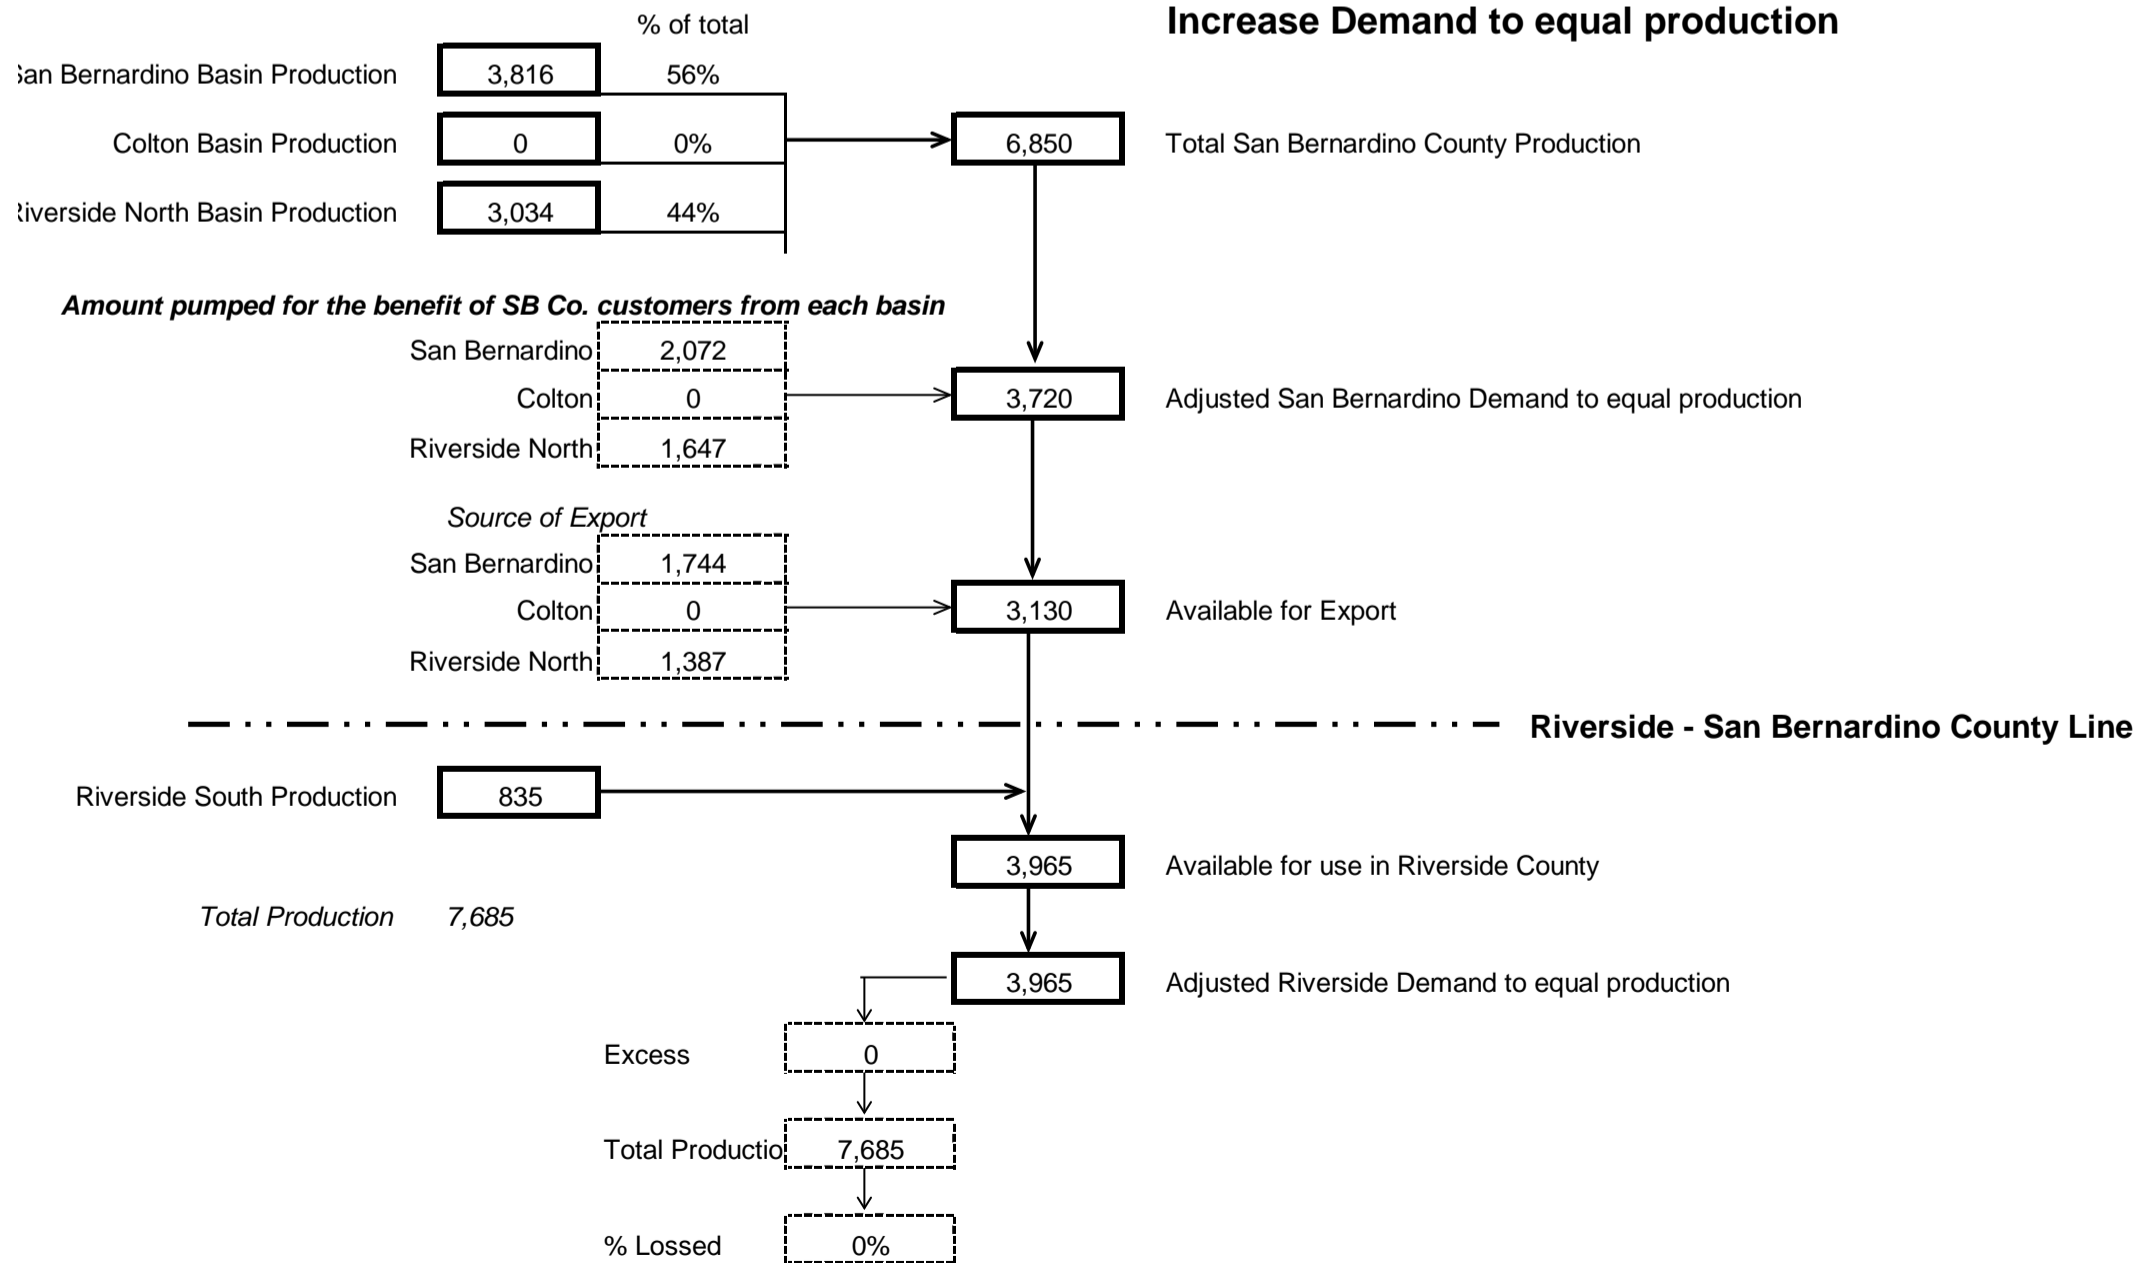 % of total
Increase Demand to equal production
San Bernardino Basin Production 3,816 56%
Colton Basin Production 0 0% 6,850 Total San Bernardino County Production
Riverside North Basin Production 3,034 44%
Amount pumped for the benefit of SB Co. customers from each basin
San Bernardino 2,072
Colton 0 3,720 Adjusted San Bernardino Demand to equal production
Riverside North 1,647
Source of Export
San Bernardino 1,744
Colton 0 3,130 Available for Export
Riverside North 1,387
Riverside - San Bernardino County Line
Riverside South Production 835
3,965 Available for use in Riverside County
Total Production 7,685
3,965 Adjusted Riverside Demand to equal production
Excess 0
Total Productio 7,685
% Lossed 0%